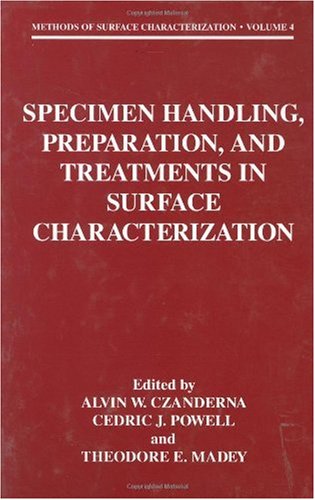 METHODS OF SURFACE CHARACTERIZATION • VOLUME 4
SPECIMEN HANDLING,
PREPARATION, AND
TREATMENTS IN
SURFACE
CHARACTERIZATION
Edited by
ALVIN W. CZANDERNA
CEDRIC J. POWELL
and
THEODORE E. MADEY